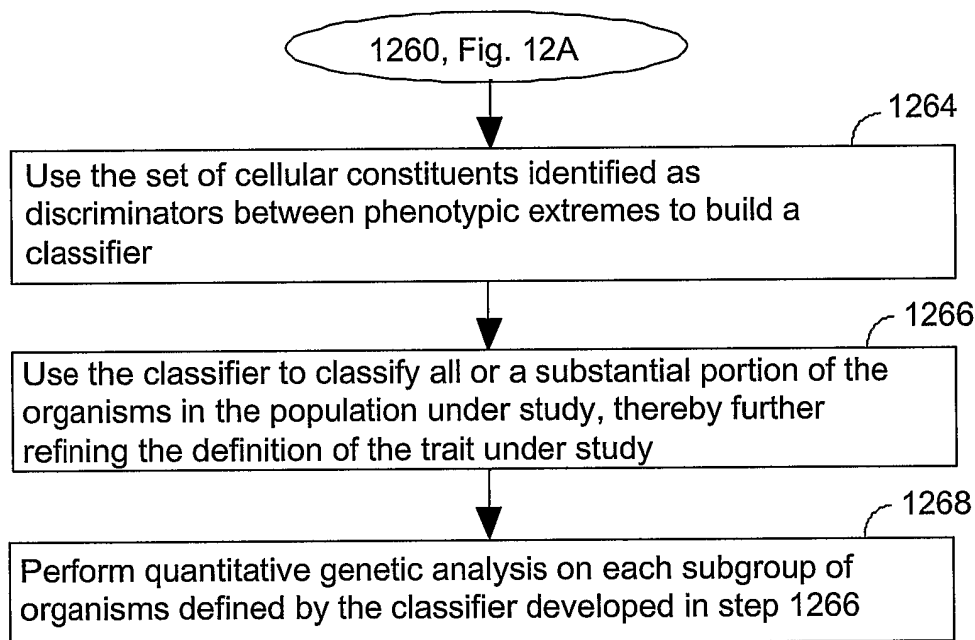 1260, Fig. 12A
1264
Use the set of cellular constituents identified as
discriminators between phenotypic extremes to build a
classifier
1266
Use the classifier to classify all or a substantial portion of the
organisms in the population under study, thereby further
refining the definition of the trait under study
1268
Perform quantitative genetic analysis on each subgroup of
organisms defined by the classifier developed in step 1266